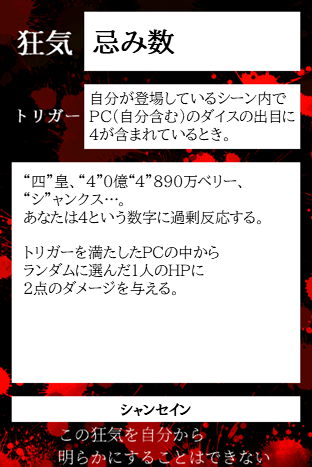 狂気
忌み数
トリガー
自分が登場しているシーン内で
PC(自分含む)のダイスの出目に
4が含まれているとき。
“四”皇、“4”0億“4”890万ベリー、
“シ”ャンクス…。
あなたは4という数字に過剰反応する。
トリガーを満たしたPCの中から
ランダムに選んだ1人のHPに
2点のダメージを与える。
シャンセイン
この狂気を自分から
明らかにすることはできない